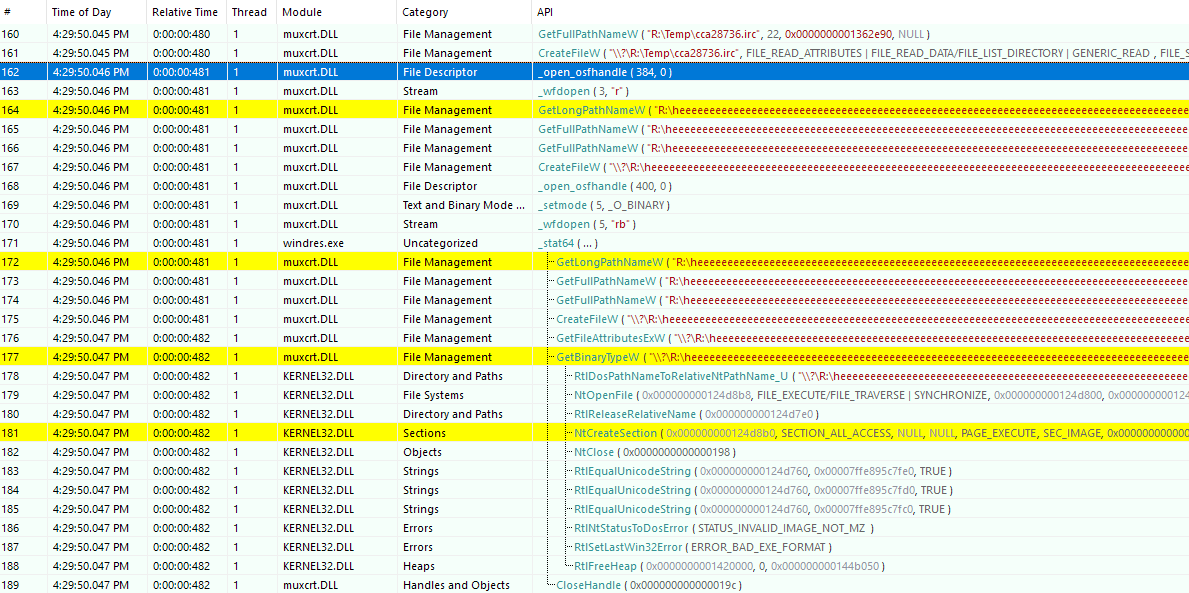 # Time of Day Relative Time Thread Module Category API
160 4:29:50.045 PM 0:00:00:480 1 muxcrt.DLL File Management GetFullPathNameW ( "R:\Temp\cca28736.irc", 22, 0x0000000001362e90, NULL )
161 4:29:50.045 PM 0:00:00:480 1 muxcrt.DLL File Management CreateFileW ( "\\?\R:\Temp\cca28736.irc", FILE_READ_ATTRIBUTES | FILE_READ_DATA/FILE_LIST_DIRECTORY | GENERIC_READ , FILE_S
162 4:29:50.046 PM 0:00:00:481 1 muxcrt.DLL File Descriptor _open_osfhandle ( 384, 0 )
163 4:29:50.046 PM 0:00:00:481 1 muxcrt.DLL Stream _wfdopen ( 3, "r" )
164 4:29:50.046 PM 0:00:00:481 1 muxcrt.DLL File Management GetLongPathNameW ( "R:\heeeeeeeeeeeeeeeeeeeeeeeeeeeeeeeeeeeeeeeeeeeeeeeeeeeeeeeeeeeeeeeeeeeeeeeeeeeeee
165 4:29:50.046 PM 0:00:00:481 1 muxcrt.DLL File Management GetFullPathNameW ( "R:\heeeeeeeeeeeeeeeeeeeeeeeeeeeeeeeeeeeeeeeeeeeeeeeeeeeeeeeeeeeeeeeeeeeeeeeeeeeeeeee
166 4:29:50.046 PM 0:00:00:481 1 muxcrt.DLL File Management GetFullPathNameW ( "R:\heeeeeeeeeeeeeeeeeeeeeeeeeeeeeeeeeeeeeeeeeeeeeeeeeeeeeeeeeeeeeeeeeeeeeeeeeeeeeeee
167 4:29:50.046 PM 0:00:00:481 1 muxcrt.DLL File Management CreateFileW ( "\\?\R:\heeeeeeeeeeeeeeeeeeeeeeeeeeeeeeeeeeeeeeeeeeeeeeeeeeeeeeeeeeeeeeeeeeeeeeeeeeeeeeeeeee
168 4:29:50.046 PM 0:00:00:481 1 muxcrt.DLL File Descriptor _open_osfhandle ( 400, 0 )
169 4:29:50.046 PM 0:00:00:481 1 muxcrt.DLL Text and Binary Mode ... _setmode ( 5, _O_BINARY )
170 4:29:50.046 PM 0:00:00:481 1 muxcrt.DLL Stream _wfdopen ( 5, "rb" )
171 4:29:50.046 PM 0:00:00:481 1 windres.exe Uncategorized _stat64 ( ... )
172 4:29:50.046 PM 0:00:00:481 1 muxcrt.DLL File Management GetLongPathNameW ( "R:\heeeeeeeeeeeeeeeeeeeeeeeeeeeeeeeeeeeeeeeeeeeeeeeeeeeeeeeeeeeeeeeeeeeeeeeeee
173 4:29:50.046 PM 0:00:00:481 1 muxcrt.DLL File Management GetFullPathNameW ( "R:\heeeeeeeeeeeeeeeeeeeeeeeeeeeeeeeeeeeeeeeeeeeeeeeeeeeeeeeeeeeeeeeeeeeeeeeeeeee
174 4:29:50.046 PM 0:00:00:481 1 muxcrt.DLL File Management GetFullPathNameW ( "R:\heeeeeeeeeeeeeeeeeeeeeeeeeeeeeeeeeeeeeeeeeeeeeeeeeeeeeeeeeeeeeeeeeeeeeeeeeeee
175 4:29:50.046 PM 0:00:00:481 1 muxcrt.DLL File Management CreateFileW ( "\\?\R:\heeeeeeeeeeeeeeeeeeeeeeeeeeeeeeeeeeeeeeeeeeeeeeeeeeeeeeeeeeeeeeeeeeeeeeeeeeeeeeee
176 4:29:50.047 PM 0:00:00:482 1 muxcrt.DLL File Management GetFileAttributesExW ( "\\?\R:\heeeeeeeeeeeeeeeeeeeeeeeeeeeeeeeeeeeeeeeeeeeeeeeeeeeeeeeeeeeeeeeeeeeeee
177 4:29:50.047 PM 0:00:00:482 1 muxcrt.DLL File Management GetBinaryTypeW ( "\\?\R:\heeeeeeeeeeeeeeeeeeeeeeeeeeeeeeeeeeeeeeeeeeeeeeeeeeeeeeeeeeeeeeeeeeeeeeeeee
178 4:29:50.047 PM 0:00:00:482 1 KERNEL32.DLL Directory and Paths RtlDosPathNameToRelativeNtPathName_U ( "\\?\R:\heeeeeeeeeeeeeeeeeeeeeeeeeeeeeeeeeeeeeeeeeeeeeeeeeee
179 4:29:50.047 PM 0:00:00:482 1 KERNEL32.DLL File Systems NtOpenFile ( 0x000000000124d8b8, FILE_EXECUTE/FILE_TRAVERSE | SYNCHRONIZE, 0x000000000124d800, 0x000000000124
180 4:29:50.047 PM 0:00:00:482 1 KERNEL32.DLL Directory and Paths RtlReleaseRelativeName ( 0x000000000124d7e0 )
181 4:29:50.047 PM 0:00:00:482 1 KERNEL32.DLL Sections NtCreateSection ( 0x000000000124d8b0, SECTION_ALL_ACCESS, NULL, NULL, PAGE_EXECUTE, SEC_IMAGE, 0x000000000000
182 4:29:50.047 PM 0:00:00:482 1 KERNEL32.DLL Objects NtClose ( 0x0000000000000198 )
183 4:29:50.047 PM 0:00:00:482 1 KERNEL32.DLL Strings RtlEqualUnicodeString ( 0x000000000124d760, 0x00007ffe895c7fe0, TRUE )
184 4:29:50.047 PM 0:00:00:482 1 KERNEL32.DLL Strings RtlEqualUnicodeString ( 0x000000000124d760, 0x00007ffe895c7fd0, TRUE )
185 4:29:50.047 PM 0:00:00:482 1 KERNEL32.DLL Strings RtlEqualUnicodeString ( 0x000000000124d760, 0x00007ffe895c7fc0, TRUE )
186 4:29:50.047 PM 0:00:00:482 1 KERNEL32.DLL Errors RtlNtStatusToDosError ( STATUS_INVALID_IMAGE_NOT_MZ )
187 4:29:50.047 PM 0:00:00:482 1 KERNEL32.DLL Errors RtlSetLastWin32Error ( ERROR_BAD_EXE_FORMAT )
188 4:29:50.047 PM 0:00:00:482 1 KERNEL32.DLL Heaps RtlFreeHeap ( 0x0000000001420000, 0, 0x000000000144b050 )
189 4:29:50.047 PM 0:00:00:482 1 muxcrt.DLL Handles and Objects CloseHandle ( 0x000000000000019c )